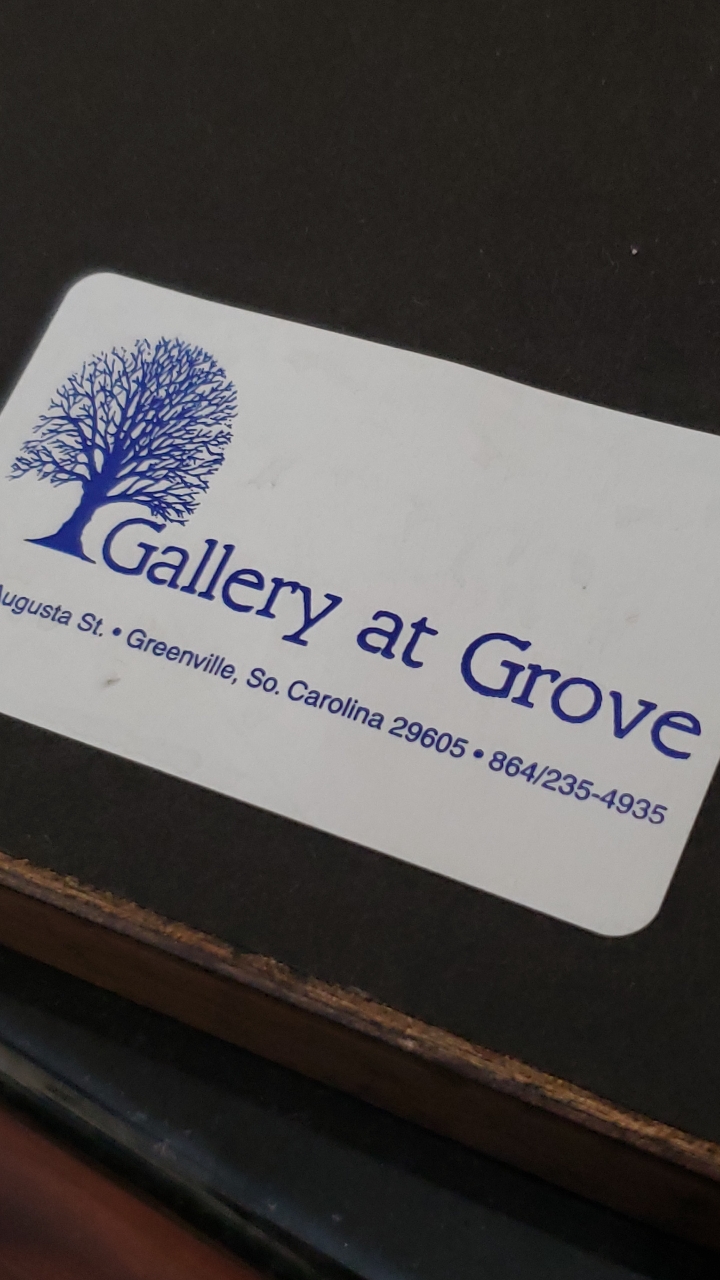 Gallery at Grove
Augusta St. • Greenville, So. Carolina 29605 • 864/235-4935